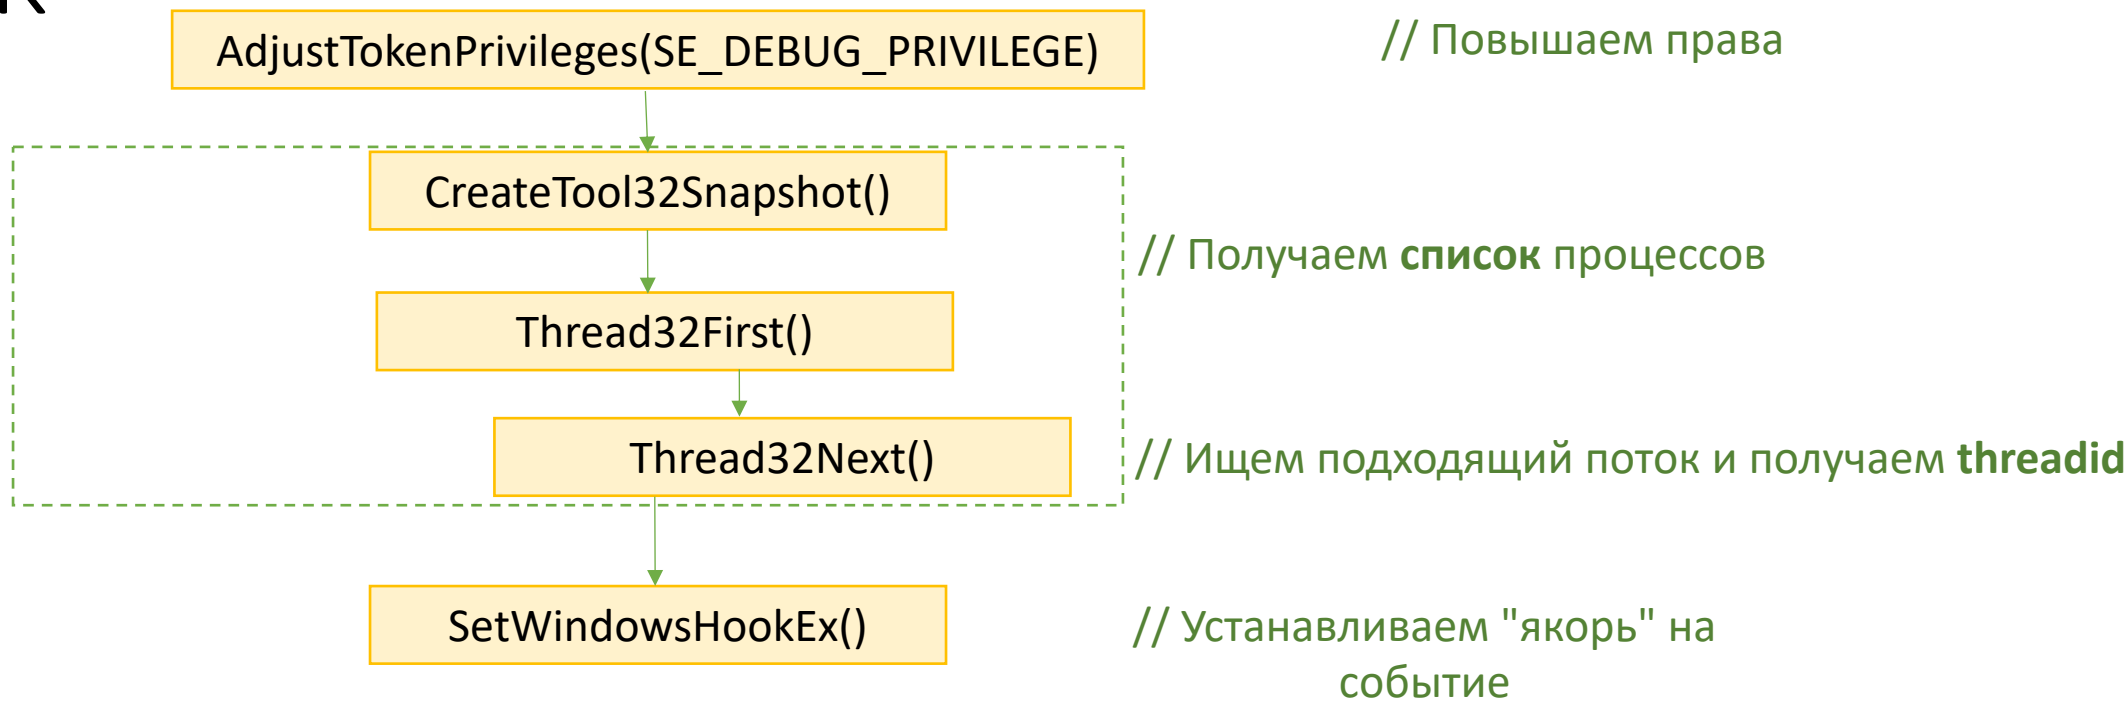 AdjustTokenPrivileges(SE_DEBUG_PRIVILEGE)
// Повышаем права
CreateTool32Snapshot()
// Получаем список процессов
Thread32First()
Thread32Next()
// Ищем подходящий поток и получаем threadid
SetWindowsHookEx()
// Устанавливаем "якорь" на
событие